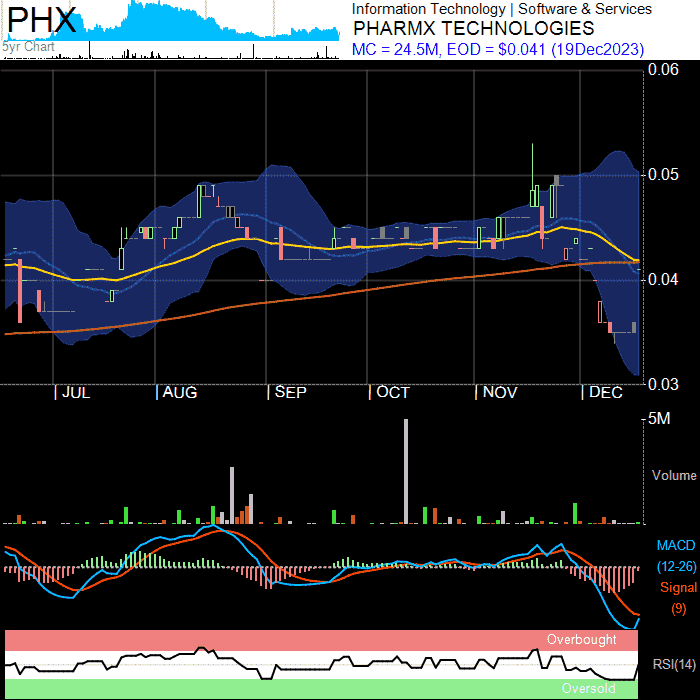 PHX
5yr Chart
Information Technology | Software & Services
PHARMX TECHNOLOGIES
MC = 24.5M, EOD = $0.041 (19Dec2023)
0.06
0.05
0.04
0.03
| JUL
| AUG
| SEP
| OCT
| NOV
| DEC
5M
Volume
MACD
(12-26)
Signal
(9)
Overbought
RSI(14)
Oversold